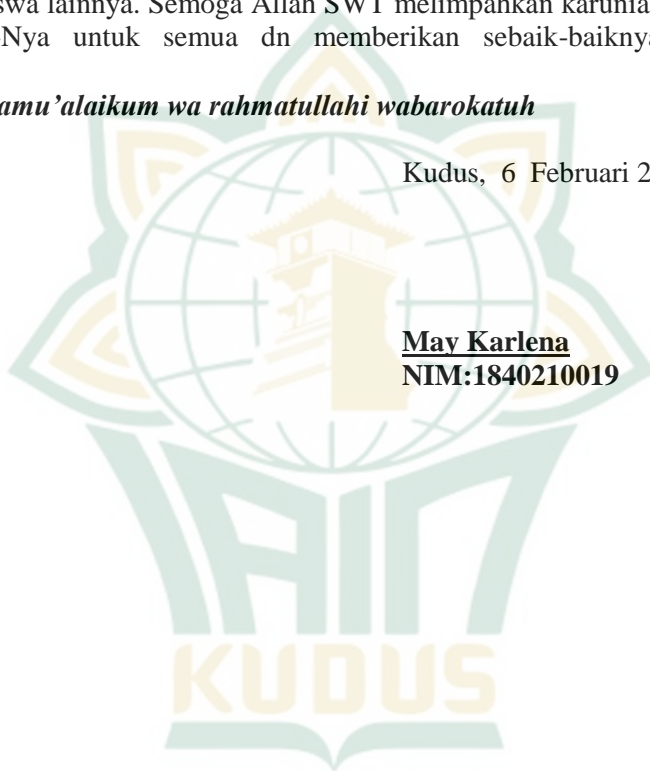 swa lainnya. Semoga Allah SWT melimpahkan karunia
Nya untuk semua dn memberikan sebaik-baiknya
amu’alaikum wa rahmatullahi wabarokatuh
Kudus, 6 Februari 2
May Karlena
NIM:1840210019
IAIN
KUDUS